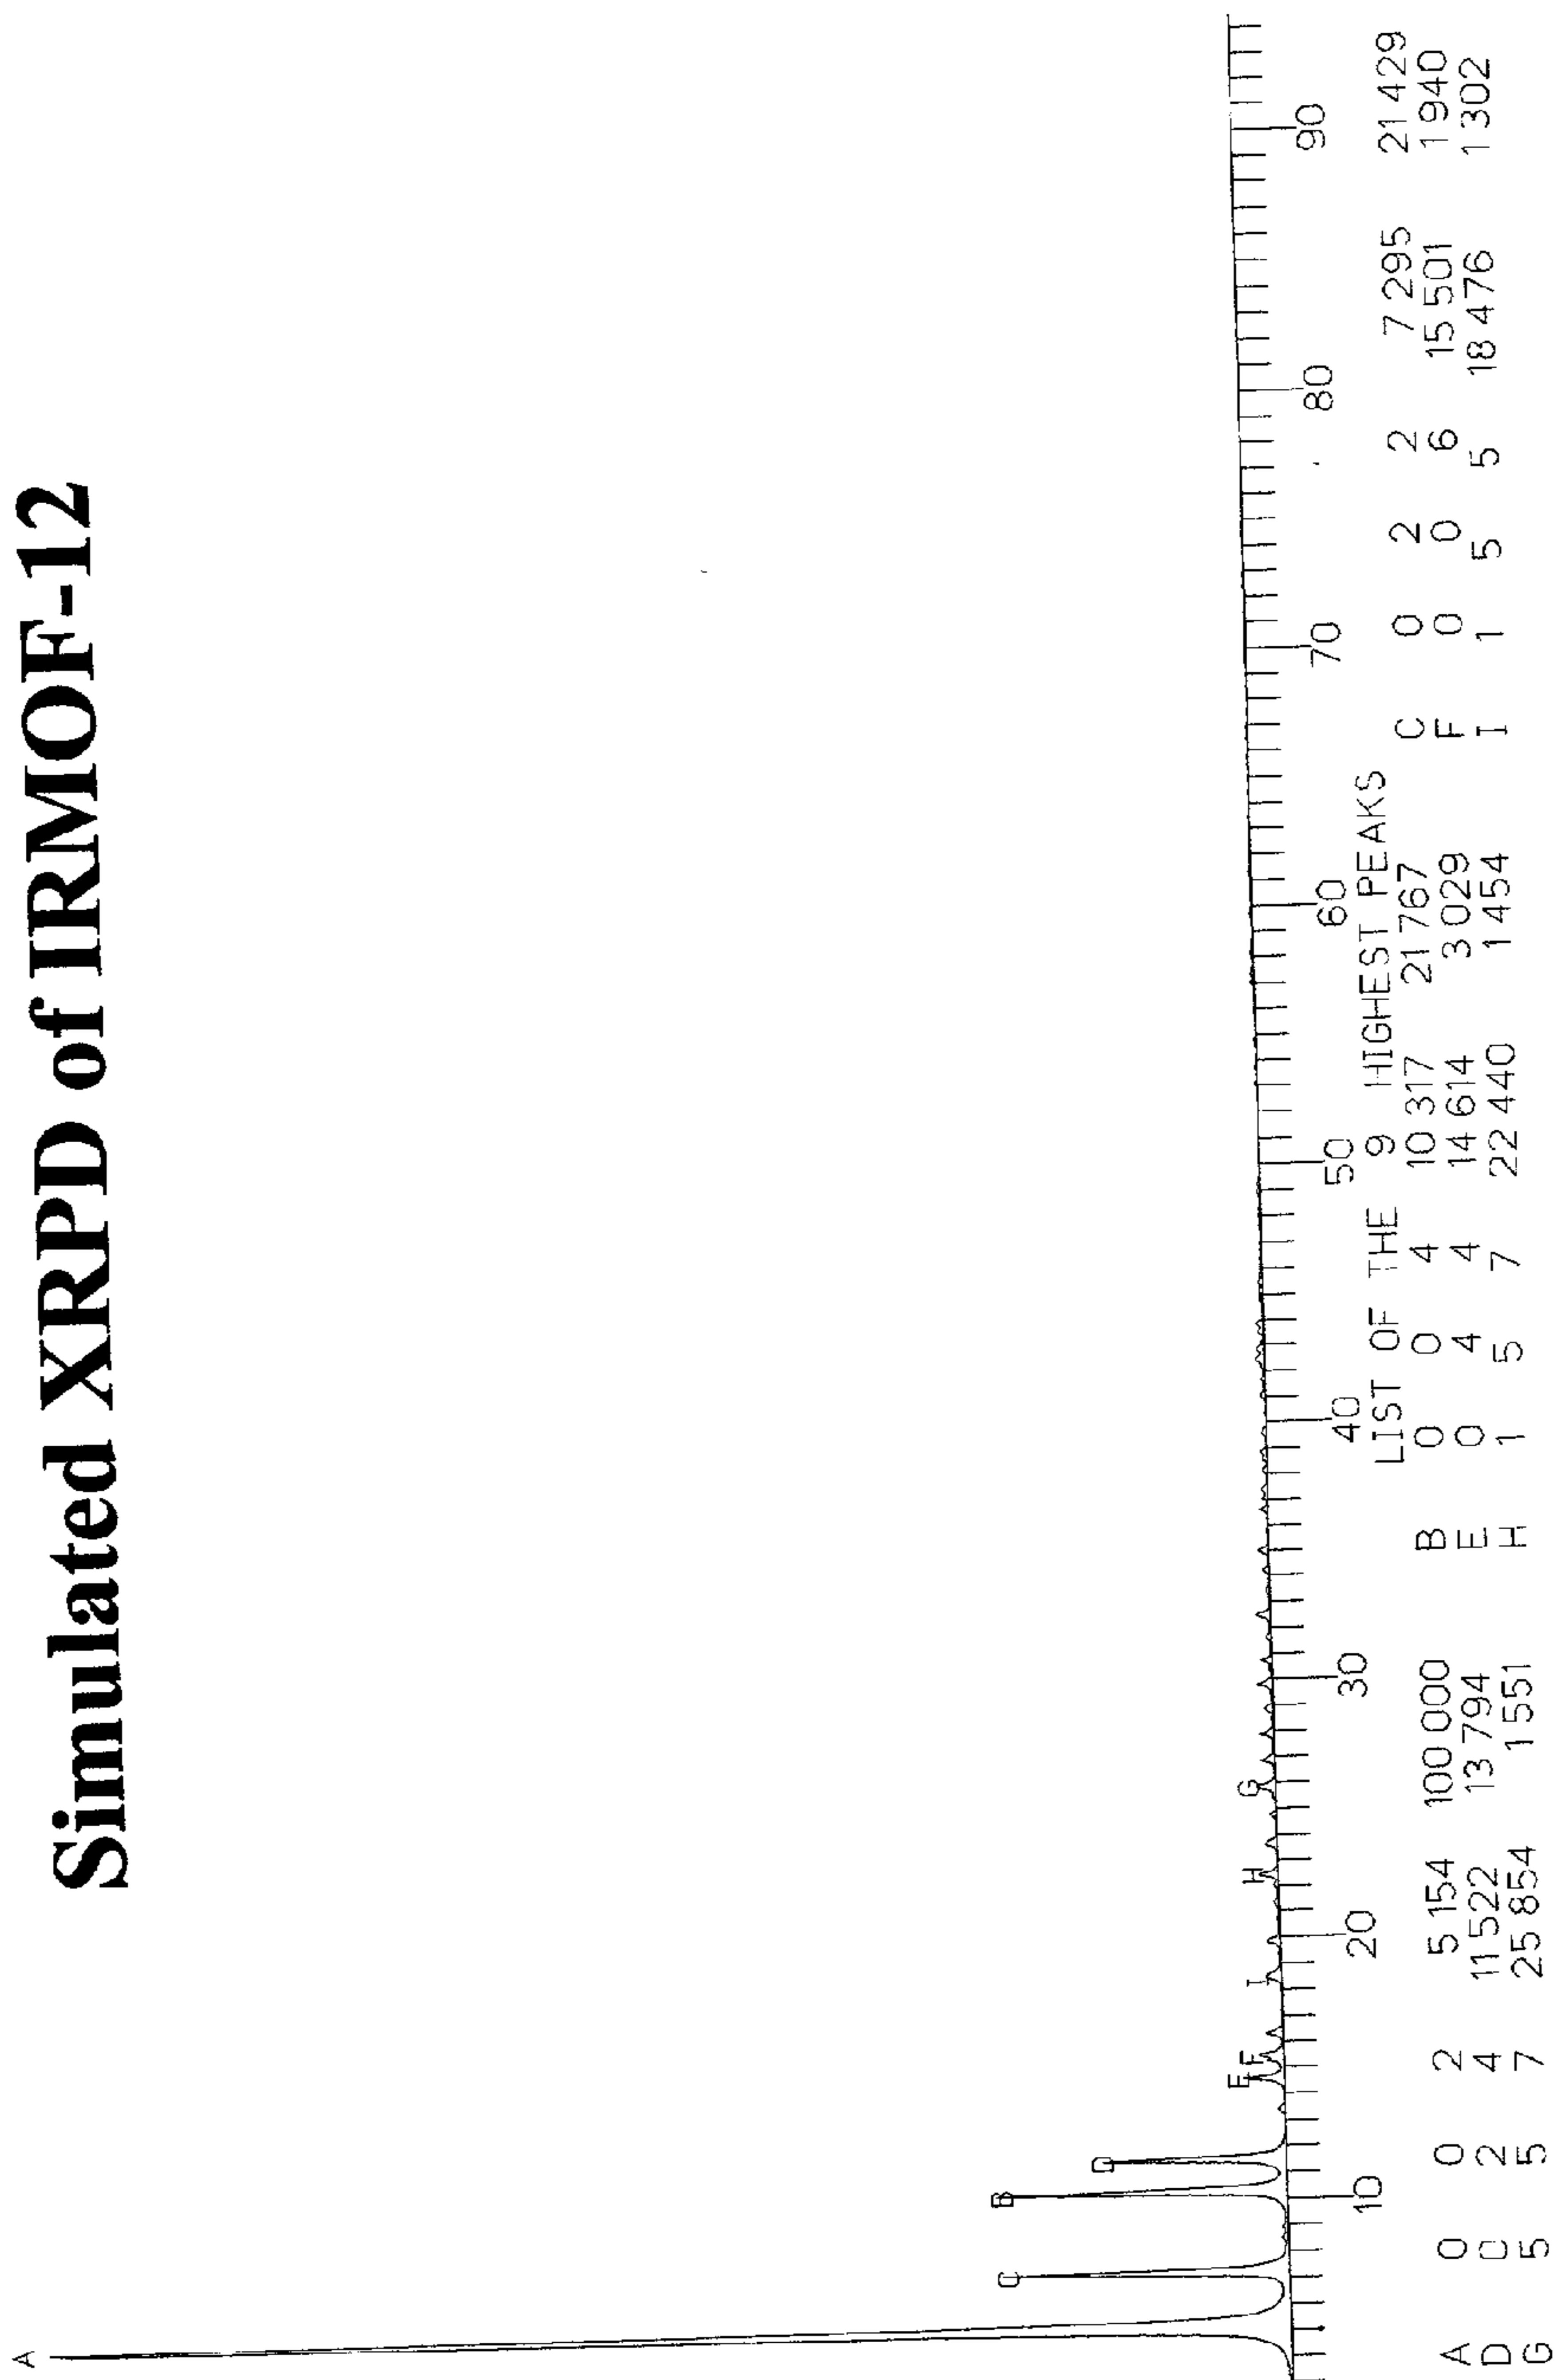 Simulated XRPD of IRMOF-12
A
C
B
D
E
F
I
H
G
10 20 30 40 50 60 70 80 90
LIST OF THE 9 HIGHEST PEAKS
A 0 0 2 5 154 100 000 B 0 0 4 10 317 21 767 C 0 2 2 7 295 21 429
D 0 2 4 11 522 13 794 E 0 4 4 14 614 3 029 F 0 0 6 15 501 1 940
G 5 5 7 25 854 1 551 H 1 5 7 22 440 1 454 I 1 5 5 18 476 1 302